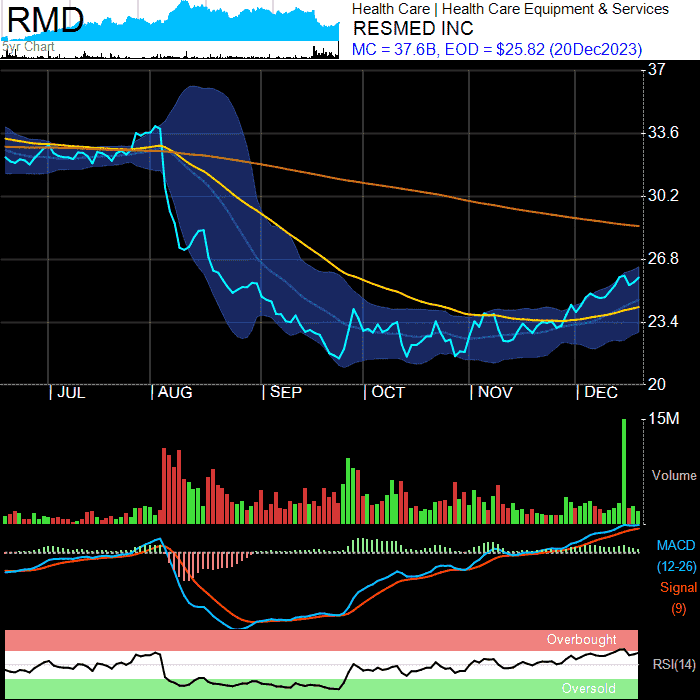 RMD
5yr Chart
Health Care | Health Care Equipment & Services
RESMED INC
MC = 37.6B, EOD = $25.82 (20Dec2023)
37
33.6
30.2
26.8
23.4
20
| JUL | AUG | SEP | OCT | NOV | DEC
15M
Volume
MACD
(12-26)
Signal
(9)
Overbought
RSI(14)
Oversold